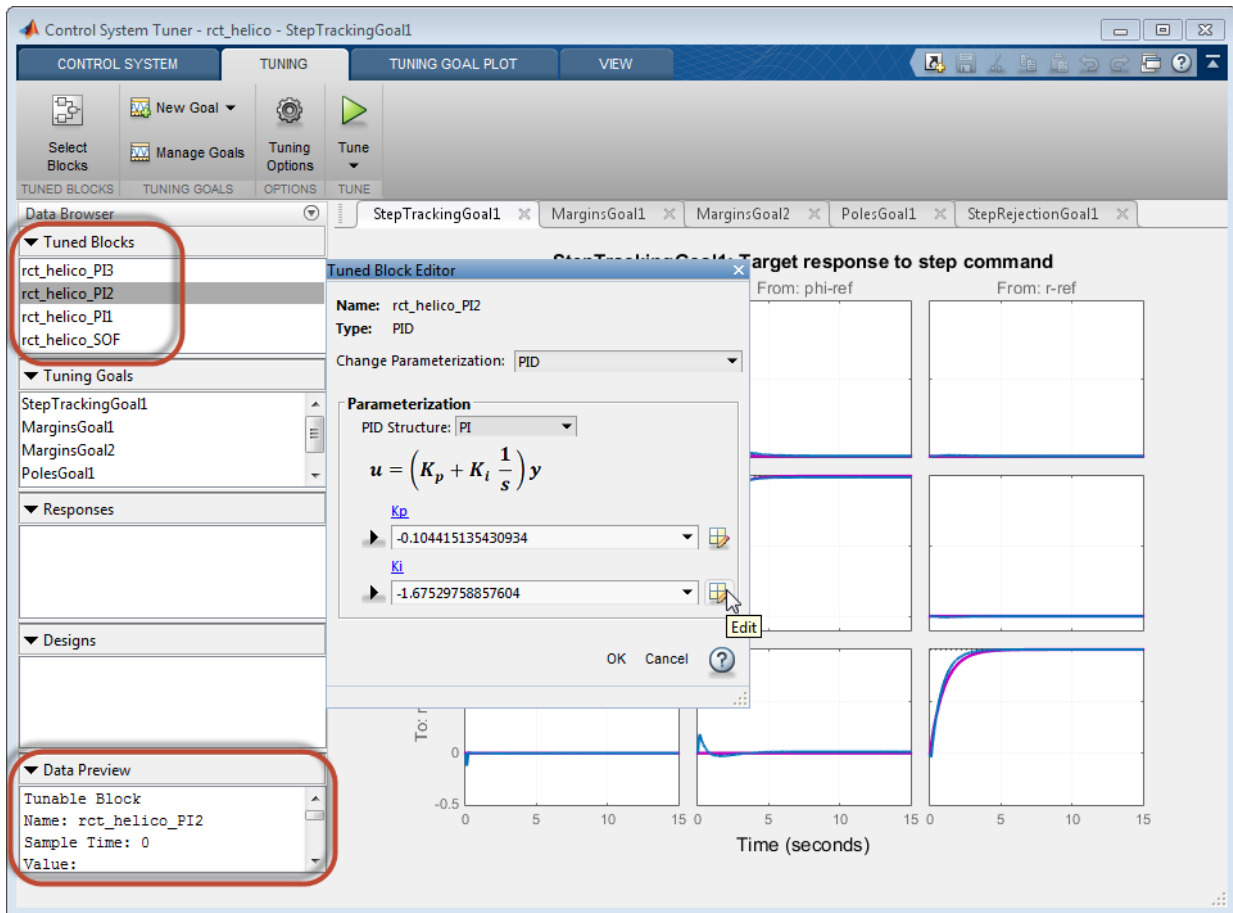 Control System Tuner - rct_helico - StepTrackingGoal1
CONTROL SYSTEM TUNING TUNING GOAL PLOT VIEW
Select Blocks
New Goal
Manage Goals
Tuning Options
Tune
TUNED BLOCKS TUNING GOALS OPTIONS TUNE
Data Browser
StepTrackingGoal1 MarginsGoal1 MarginsGoal2 PolesGoal1 StepRejectionGoal1
Tuned Blocks
rct_helico_PI3
rct_helico_PI2
rct_helico_PI1
rct_helico_SOF
Tuning Goals
StepTrackingGoal1
MarginsGoal1
MarginsGoal2
PolesGoal1
Responses
Designs
Data Preview
Tunable Block
Name: rct_helico_PI2
Sample Time: 0
Value:
StepTrackingGoal1: Target response to step command
From: phi-ref From: r-ref
Tuned Block Editor
Name: rct_helico_PI2
Type: PID
Change Parameterization: PID
Parameterization
PID Structure: PI
u = (K_p + K_i 1/s) y
Kp
-0.104415135430934
Ki
-1.67529758857604
Edit
OK Cancel ?
To: r
0
-0.5
0 5 10 15 0 5 10 15 0 5 10 15
Time (seconds)